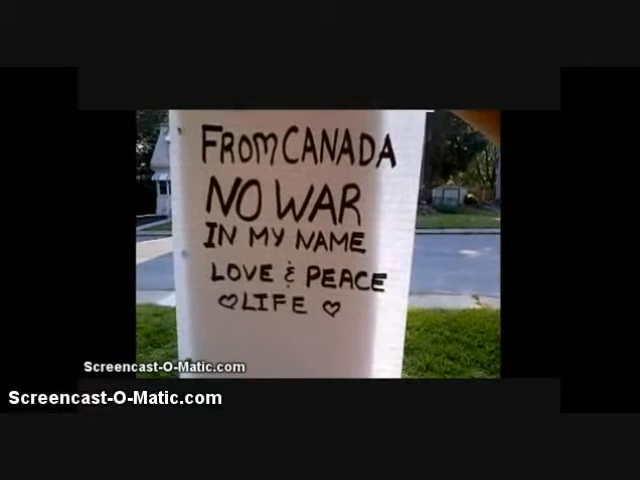 FROM CANADA
NO WAR
IN MY NAME
LOVE & PEACE
♡LIFE ♡
Screencast-O-Matic.com
Screencast-O-Matic.com